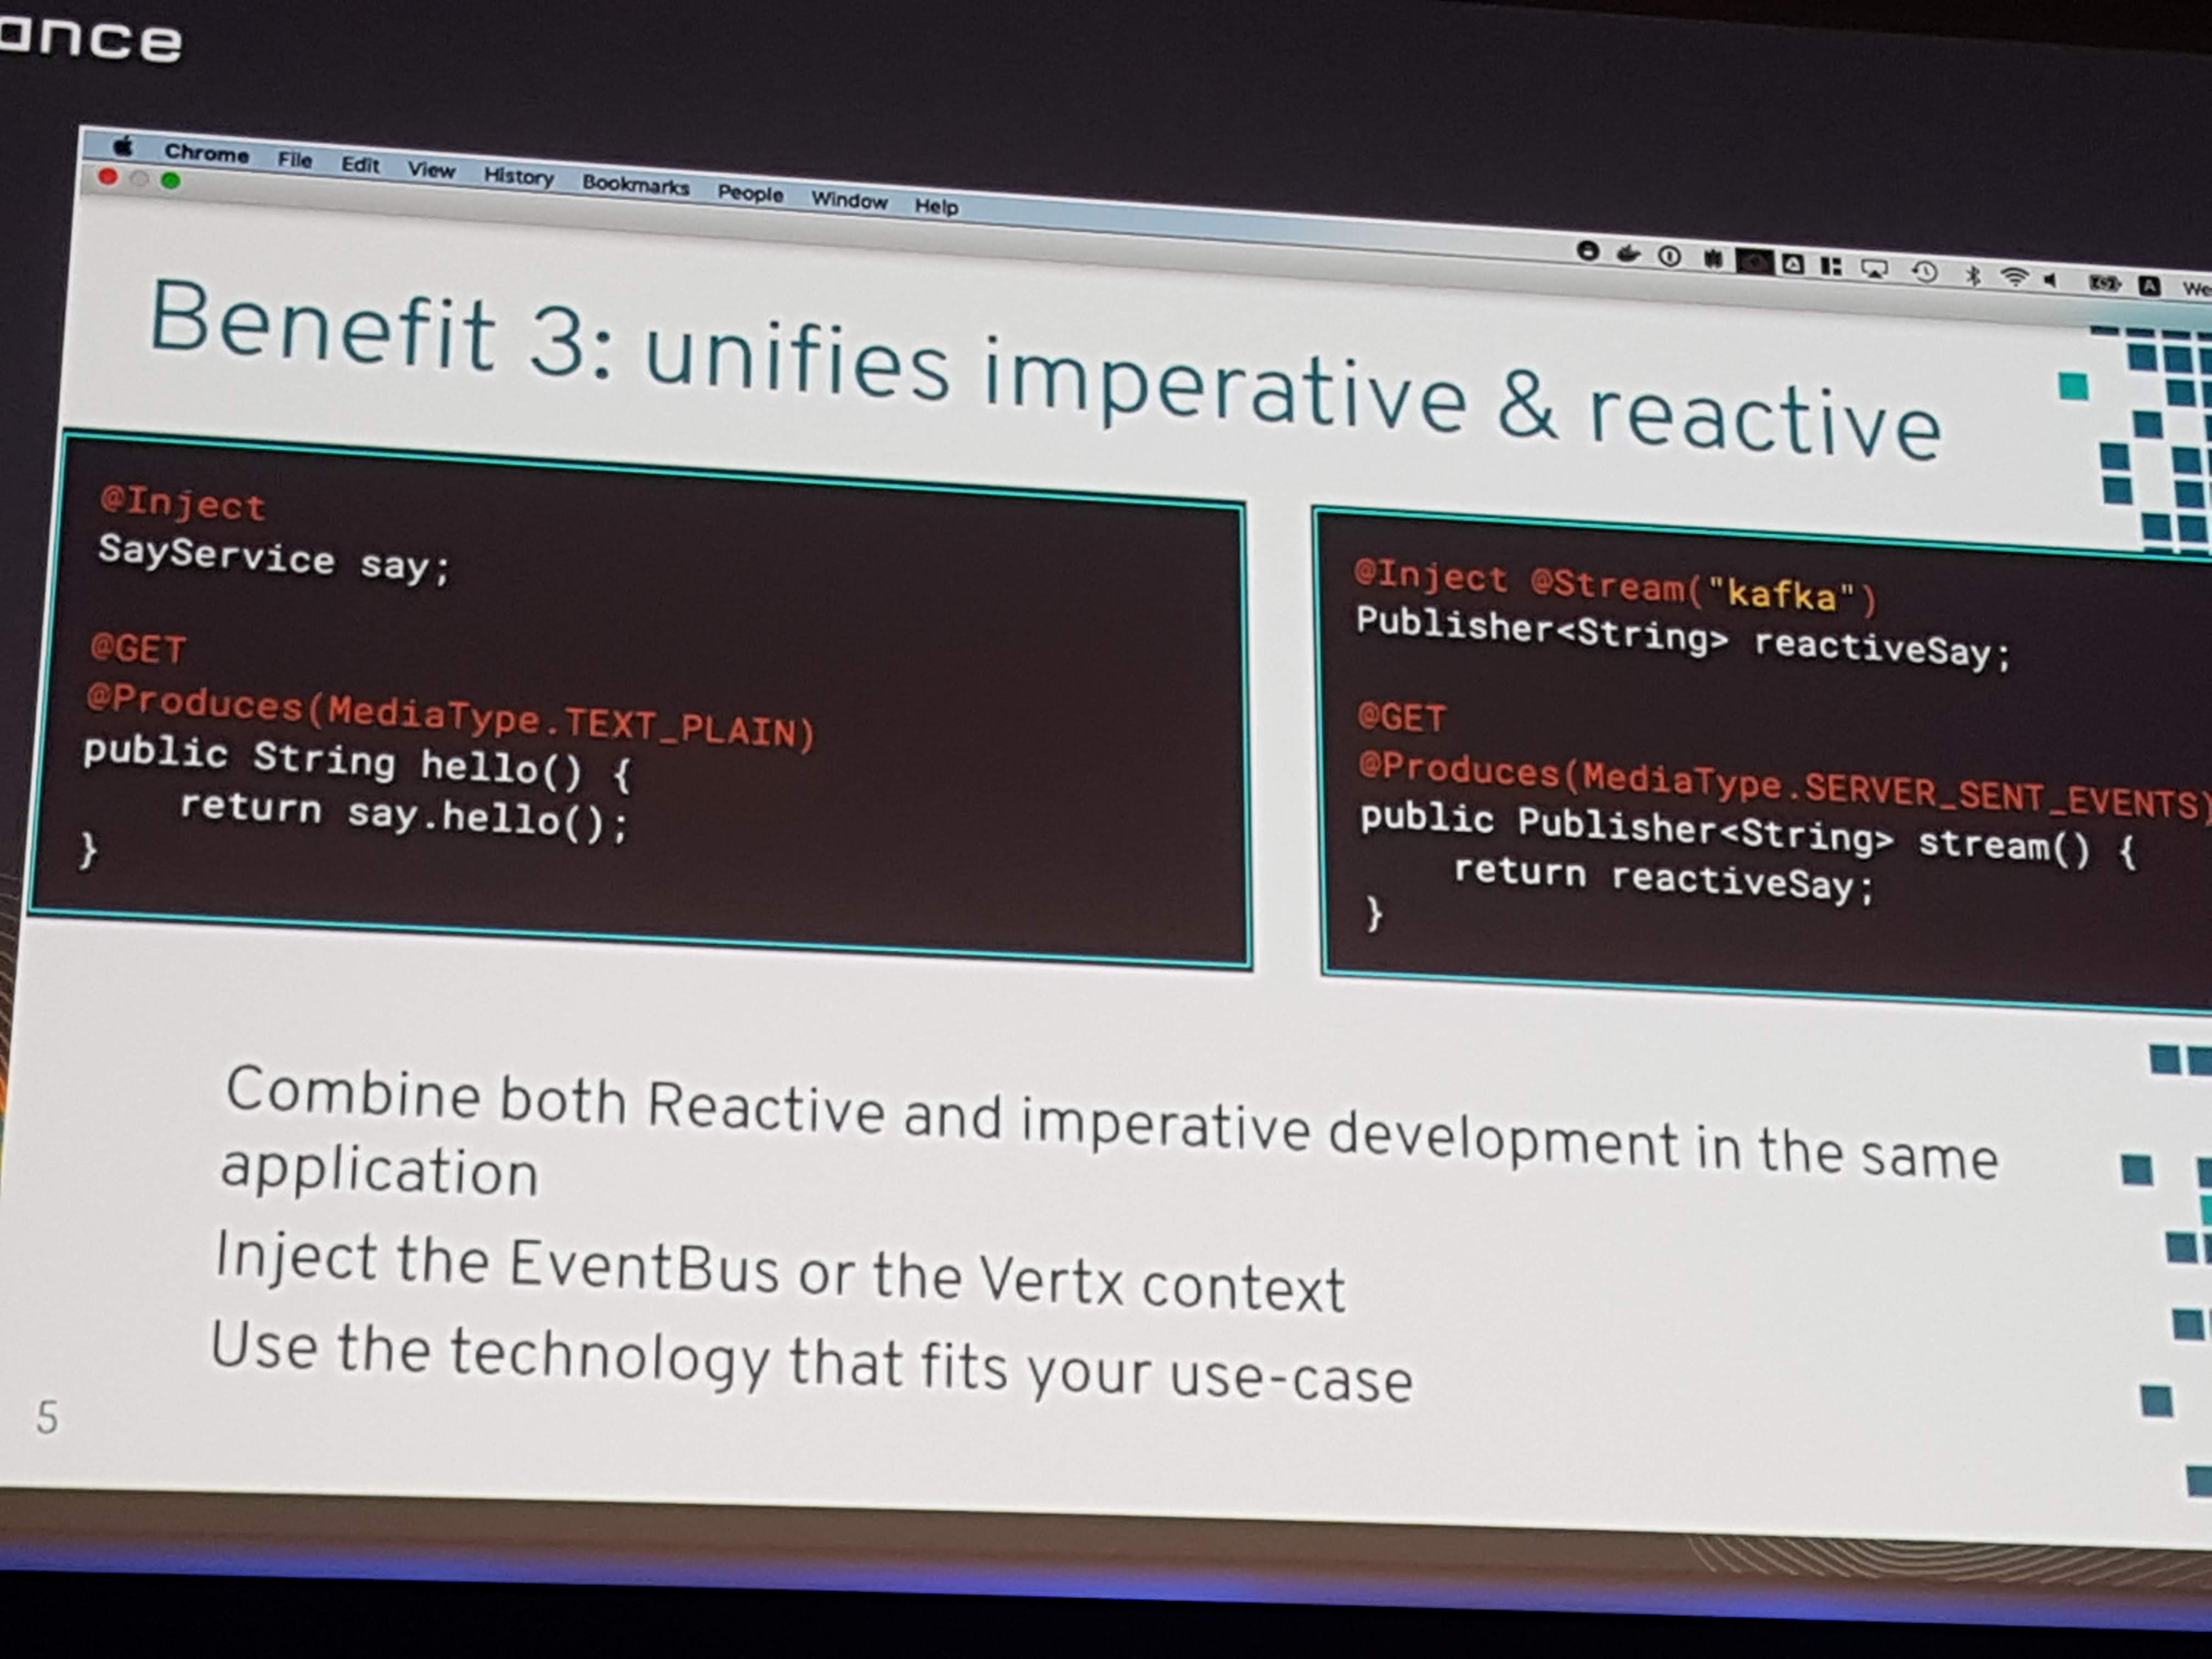 ance
Chrome File Edit View History Bookmarks People Window Help
We
Benefit 3: unifies imperative & reactive
@Inject
SayService say;
@GET
@Produces(MediaType.TEXT_PLAIN)
public String hello() {
return say.hello();
}
@Inject @Stream("kafka")
Publisher<String> reactiveSay;
@GET
@Produces(MediaType.SERVER_SENT_EVENTS)
public Publisher<String> stream() {
return reactiveSay;
}
Combine both Reactive and imperative development in the same
application
Inject the EventBus or the Vertx context
Use the technology that fits your use-case
5